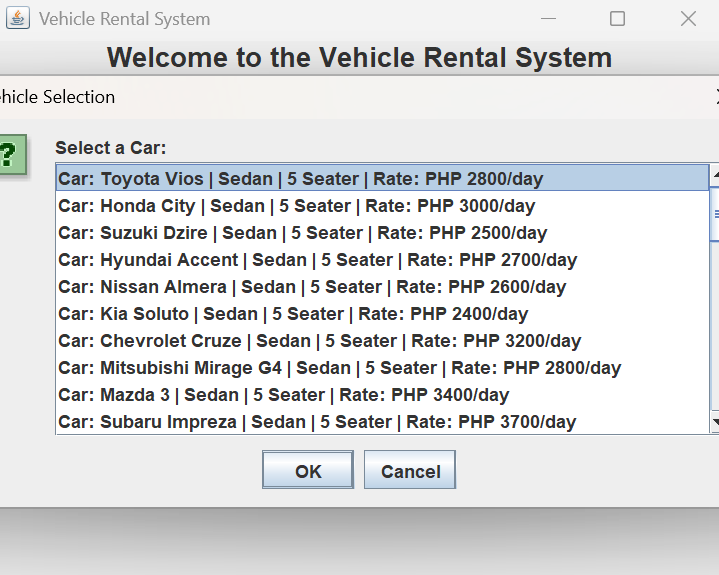 Vehicle Rental System
Welcome to the Vehicle Rental System
hicle Selection
?
Select a Car:
Car: Toyota Vios | Sedan | 5 Seater | Rate: PHP 2800/day
Car: Honda City | Sedan | 5 Seater | Rate: PHP 3000/day
Car: Suzuki Dzire | Sedan | 5 Seater | Rate: PHP 2500/day
Car: Hyundai Accent | Sedan | 5 Seater | Rate: PHP 2700/day
Car: Nissan Almera | Sedan | 5 Seater | Rate: PHP 2600/day
Car: Kia Soluto | Sedan | 5 Seater | Rate: PHP 2400/day
Car: Chevrolet Cruze | Sedan | 5 Seater | Rate: PHP 3200/day
Car: Mitsubishi Mirage G4 | Sedan | 5 Seater | Rate: PHP 2800/day
Car: Mazda 3 | Sedan | 5 Seater | Rate: PHP 3400/day
Car: Subaru Impreza | Sedan | 5 Seater | Rate: PHP 3700/day
OK Cancel